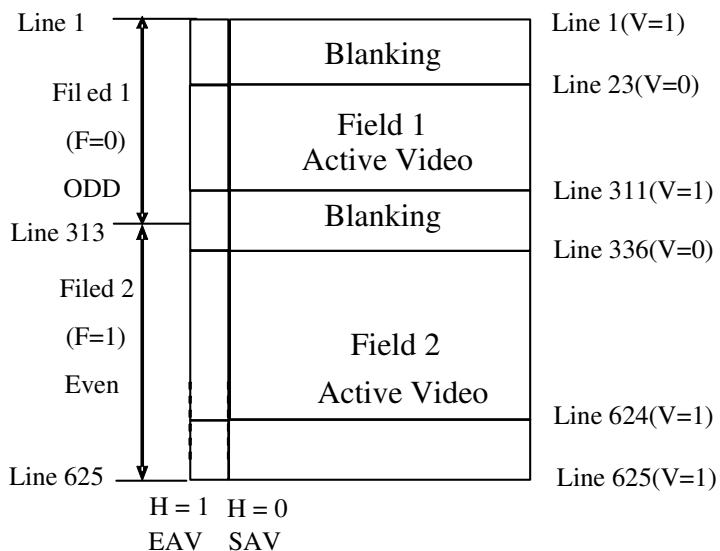 Line 1
Line 1(V=1)
Blanking
Line 23(V=0)
Fil ed 1
(F=0)
ODD
Field 1
Active Video
Line 311(V=1)
Blanking
Line 313
Line 336(V=0)
Filed 2
(F=1)
Even
Field 2
Active Video
Line 624(V=1)
Line 625
Line 625(V=1)
H = 1 H = 0
EAV SAV